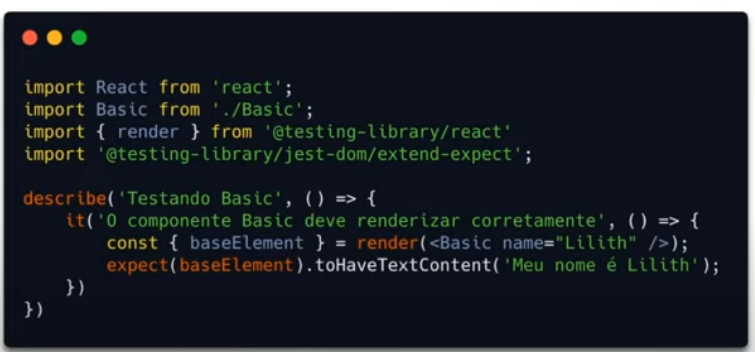 import React from 'react';
import Basic from './Basic';
import { render } from '@testing-library/react'
import '@testing-library/jest-dom/extend-expect';

describe('Testando Basic', () => {
    it('O componente Basic deve renderizar corretamente', () => {
        const { baseElement } = render(<Basic name="Lilith" />);
        expect(baseElement).toHaveTextContent('Meu nome é Lilith');
    })
})